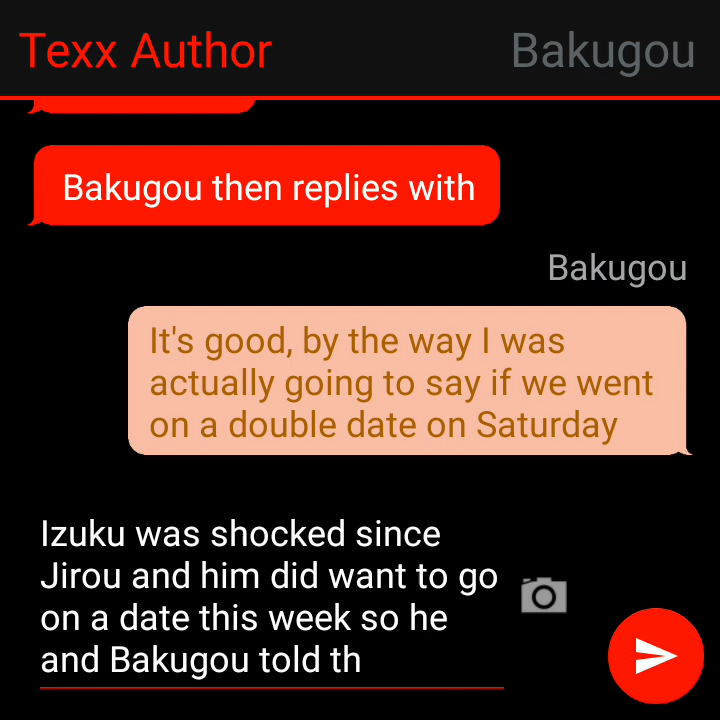 Texx Author Bakugou
Bakugou then replies with
Bakugou
It's good, by the way I was
actually going to say if we went
on a double date on Saturday
Izuku was shocked since
Jirou and him did want to go
on a date this week so he
and Bakugou told th